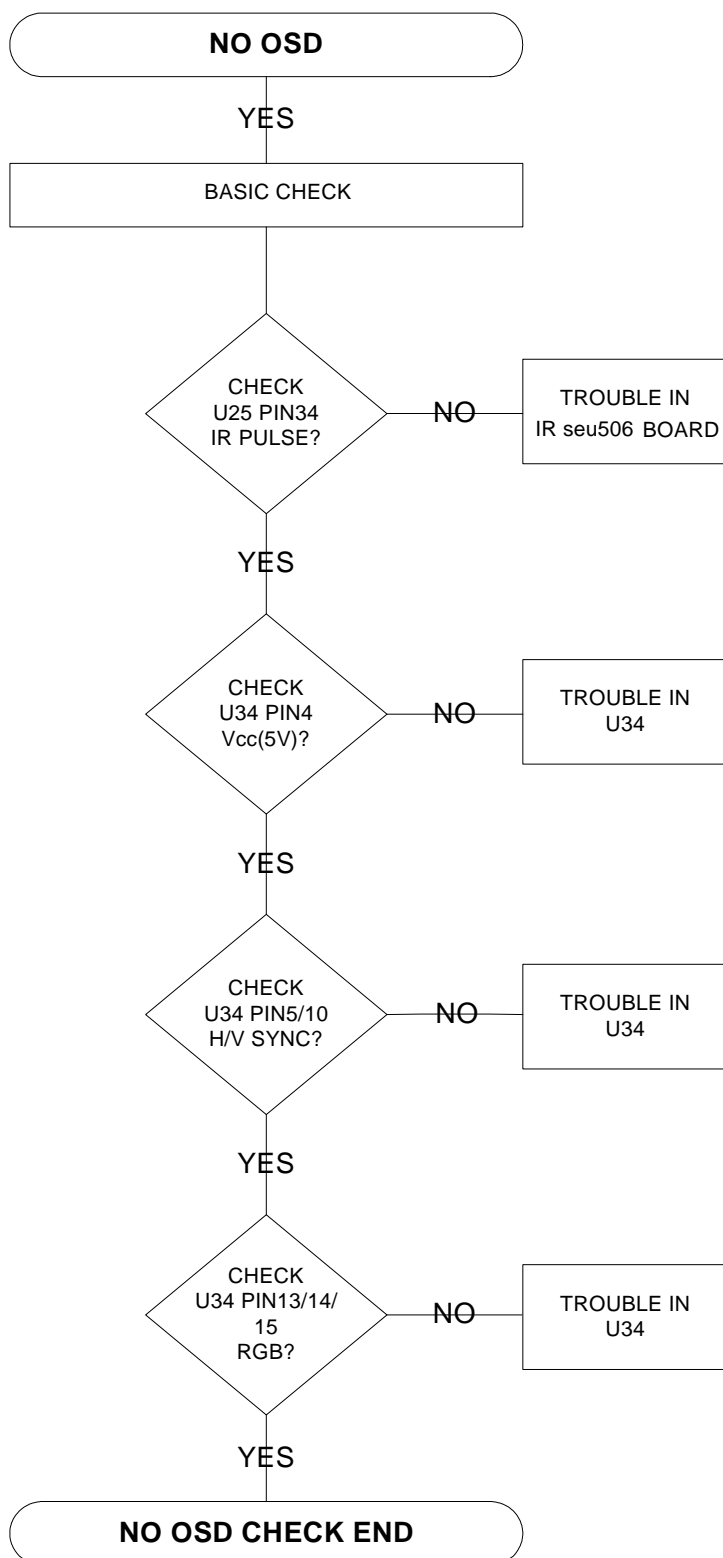 NO OSD
YES
BASIC CHECK
CHECK
U25 PIN34
IR PULSE?
NO
TROUBLE IN
IR seu506 BOARD
YES
CHECK
U34 PIN4
Vcc(5V)?
NO
TROUBLE IN
U34
YES
CHECK
U34 PIN5/10
H/V SYNC?
NO
TROUBLE IN
U34
YES
CHECK
U34 PIN13/14/
15
RGB?
NO
TROUBLE IN
U34
YES
NO OSD CHECK END